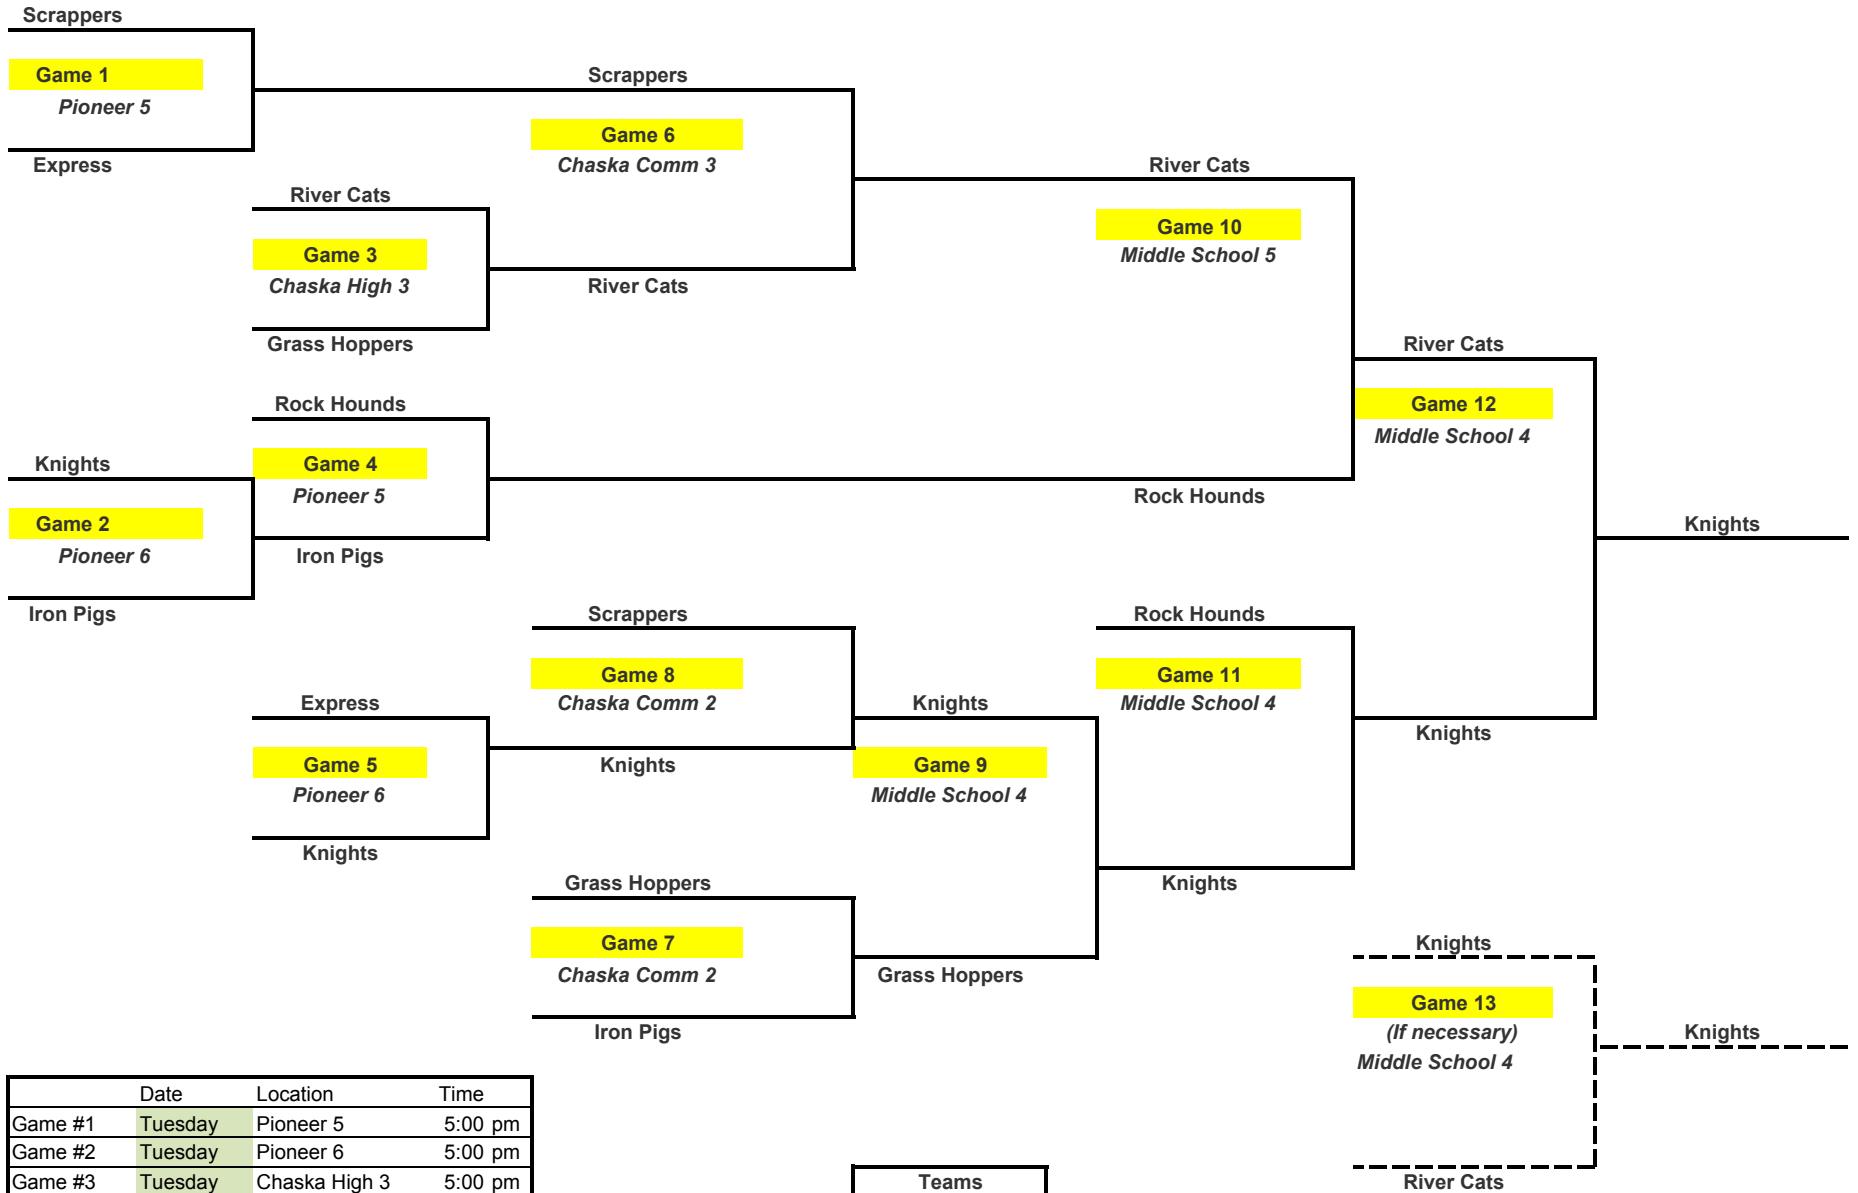 Scrappers
Game 1
Scrappers
Pioneer 5
Game 6
Express
Chaska Comm 3
River Cats
River Cats
Game 10
Game 3
Middle School 5
Chaska High 3
River Cats
Grass Hoppers
River Cats
Rock Hounds
Game 12
Middle School 4
Knights
Game 4
Pioneer 5
Rock Hounds
Game 2
Knights
Pioneer 6
Iron Pigs
Iron Pigs
Scrappers
Rock Hounds
Game 8
Game 11
Express
Chaska Comm 2
Knights
Middle School 4
Knights
Game 5
Knights
Game 9
Pioneer 6
Middle School 4
Knights
Grass Hoppers
Knights
Game 7
Knights
Chaska Comm 2
Grass Hoppers
Game 13
Iron Pigs
(If necessary)
Knights
Middle School 4
Date Location Time
Game #1 Tuesday Pioneer 5 5:00 pm
Game #2 Tuesday Pioneer 6 5:00 pm
Game #3 Tuesday Chaska High 3 5:00 pm
Teams
River Cats